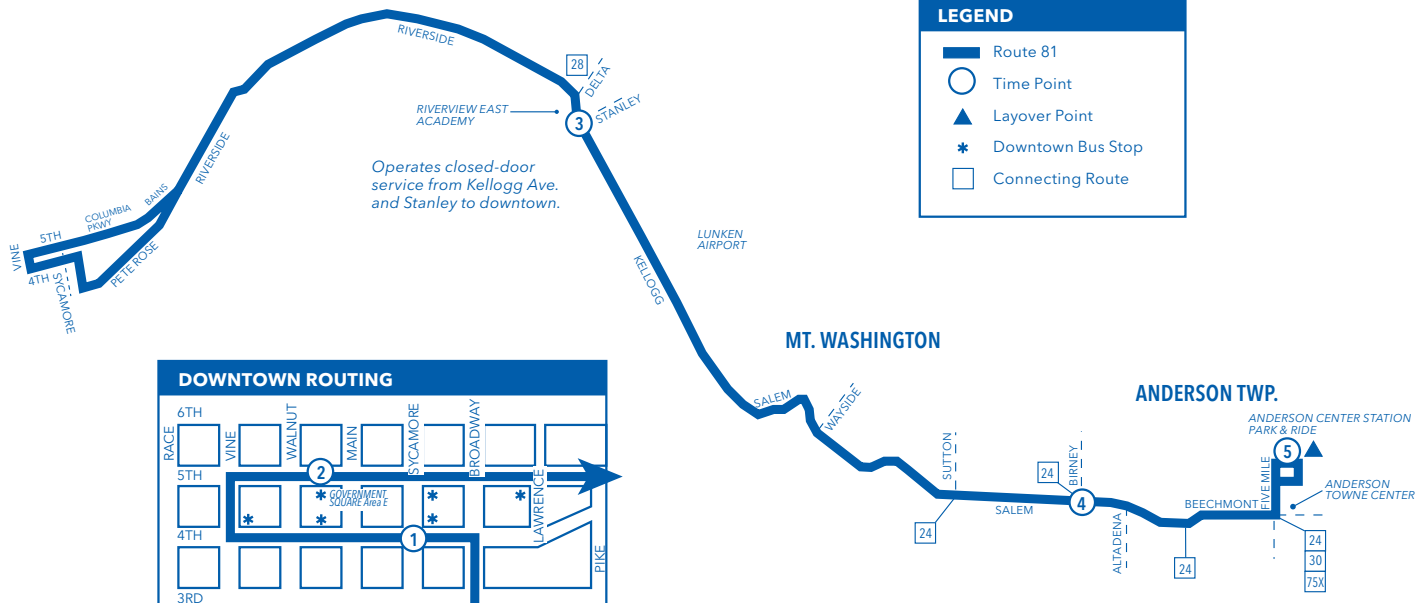 LEGEND
Route 81
Time Point
Layover Point
Downtown Bus Stop
Connecting Route
RIVERSIDE
28
DELTA
STANLEY
3
RIVERVIEW EAST
ACADEMY
Operates closed-door
service from Kellogg Ave.
and Stanley to downtown.
RIVERSIDE
BAINS
COLUMBIA
PKWY
5TH
VINE
4TH
SYCAMORE
PETE ROSE
LUNKEN
AIRPORT
KELLOGG
MT. WASHINGTON
SALEM
WAYSIDE
ANDERSON TWP.
ANDERSON CENTER STATION
PARK & RIDE
5
FIVE MILE
ANDERSON
TOWNE CENTER
SUTTON
24
BIRNEY
4
SALEM
24
ALTADENA
BEECHMONT
24
24
30
75X
DOWNTOWN ROUTING
6TH
RACE
VINE
WALNUT
MAIN
SYCAMORE
BROADWAY
2
5TH
GOVERNMENT
SQUARE Area E
LAWRENCE
4TH
1
PIKE
3RD